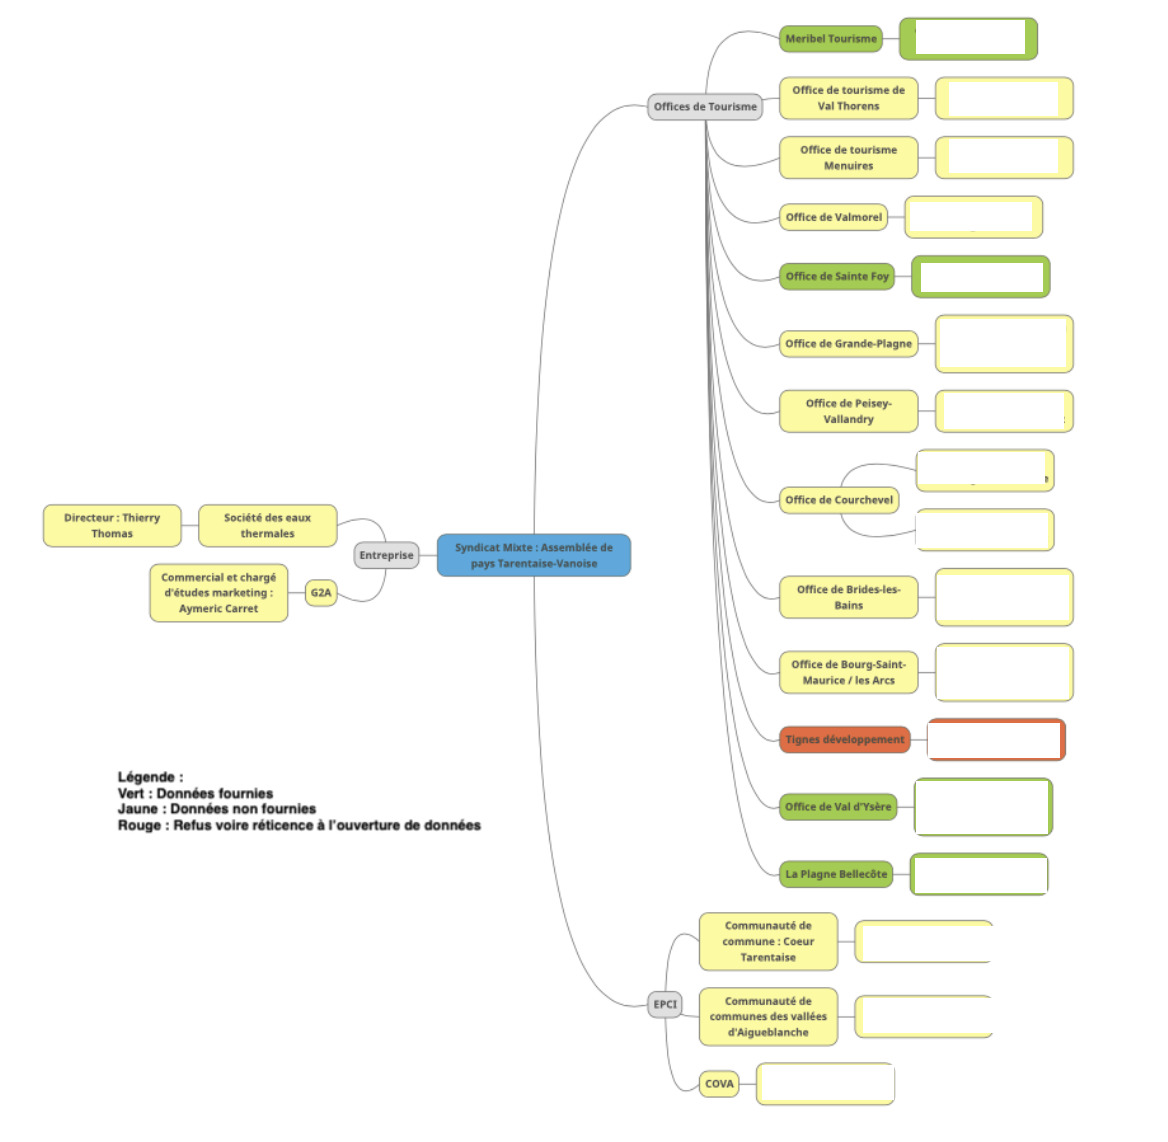 Meribel Tourisme
Offices de Tourisme
Office de tourisme de
Val Thorens
Office de tourisme
Menuires
Office de Valmorel
Office de Sainte Foy
Office de Grande-Plagne
Office de Peisey-
Vallandry
Office de Courchevel
Directeur : Thierry
Thomas
Société des eaux
thermales
Entreprise
Syndicat Mixte : Assemblée de
pays Tarentaise-Vanoise
Commercial et chargé
d'études marketing :
Aymeric Carret
G2A
Office de Brides-les-
Bains
Office de Bourg-Saint-
Maurice / les Arcs
Tignes développement
Office de Val d'Ysère
La Plagne Bellecôte
Légende :
Vert : Données fournies
Jaune : Données non fournies
Rouge : Refus voire réticence à l'ouverture de données
Communauté de
commune : Coeur
Tarentaise
EPCI
Communauté de
communes des vallées
d'Aigueblanche
COVA